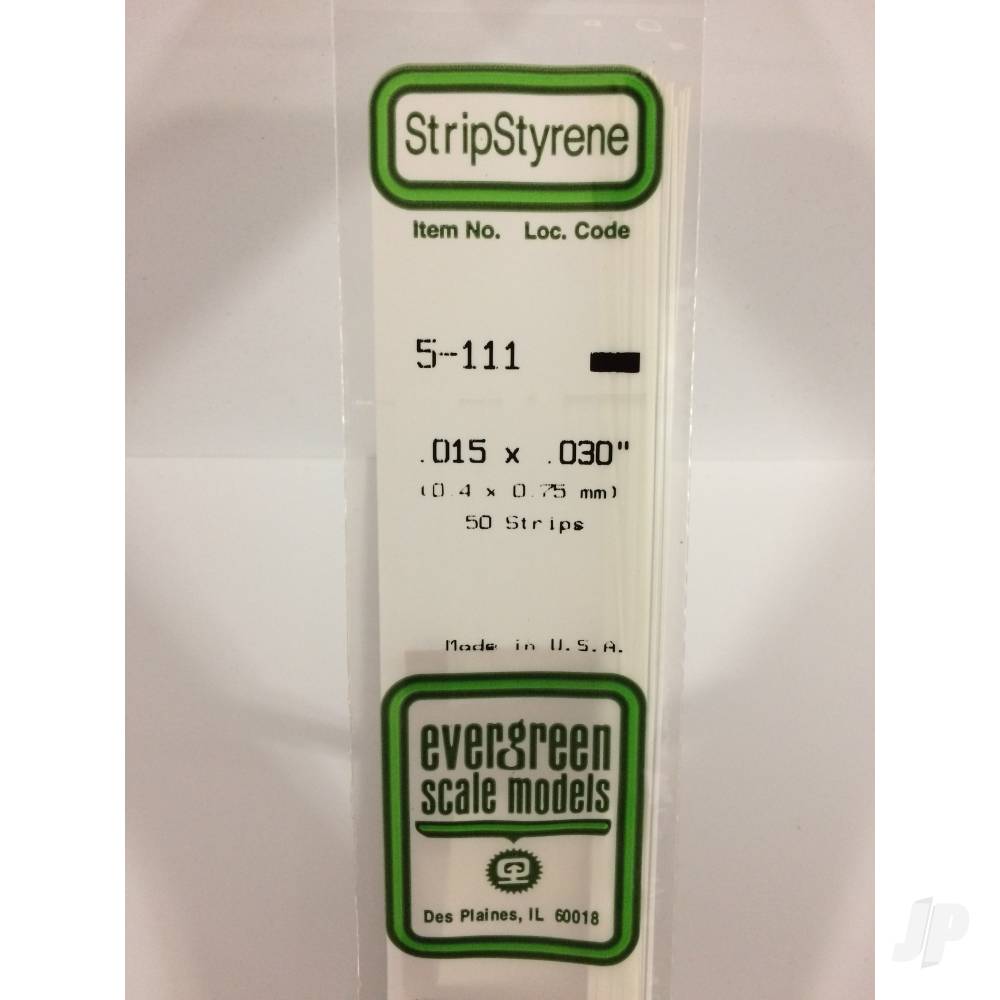 StripStyrene
Item No. Loc. Code
5-111
.015 x .030"
(0.4 x 0.75 mm)
50 Strips
Made in U.S.A.
evergreen
scale models
Des Plaines, IL 60018
JP